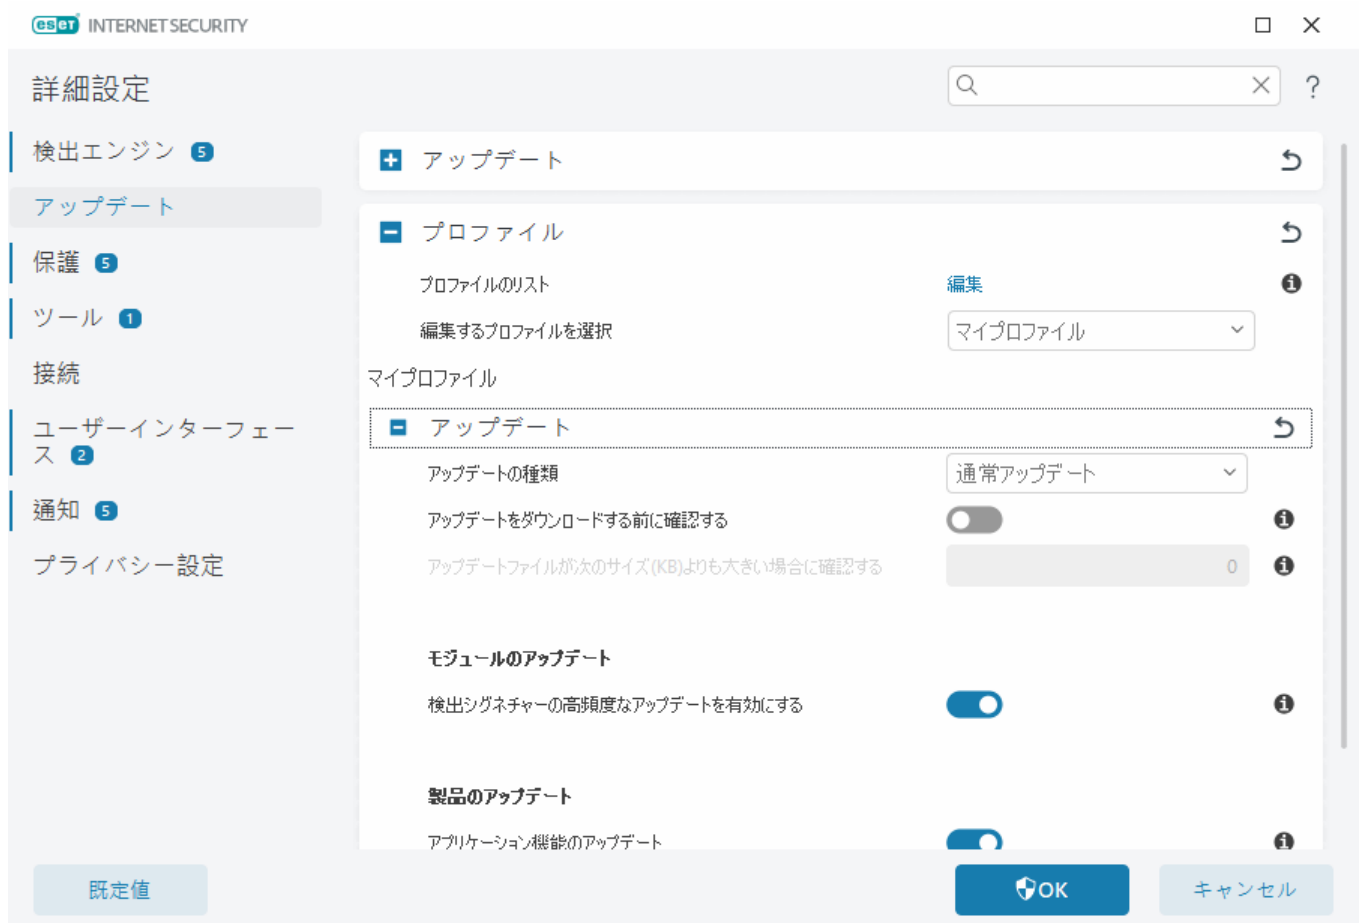 eset INTERNET SECURITY
詳細設定
?
検出エンジン 5
アップデート
保護 5
ツール 1
接続
ユーザーインターフェー
ス 2
通知 5
プライバシー設定
アップデート
プロファイル
プロファイルのリスト 編集
編集するプロファイルを選択 マイプロファイル
マイプロファイル
アップデート
アップデートの種類 通常アップデート
アップデートをダウンロードする前に確認する
アップデートファイルが次のサイズ(KB)よりも大きい場合に確認する 0
モジュールのアップデート
検出シグネチャーの高頻度なアップデートを有効にする
製品のアップデート
アプリケーション機能のアップデート
既定値 OK キャンセル